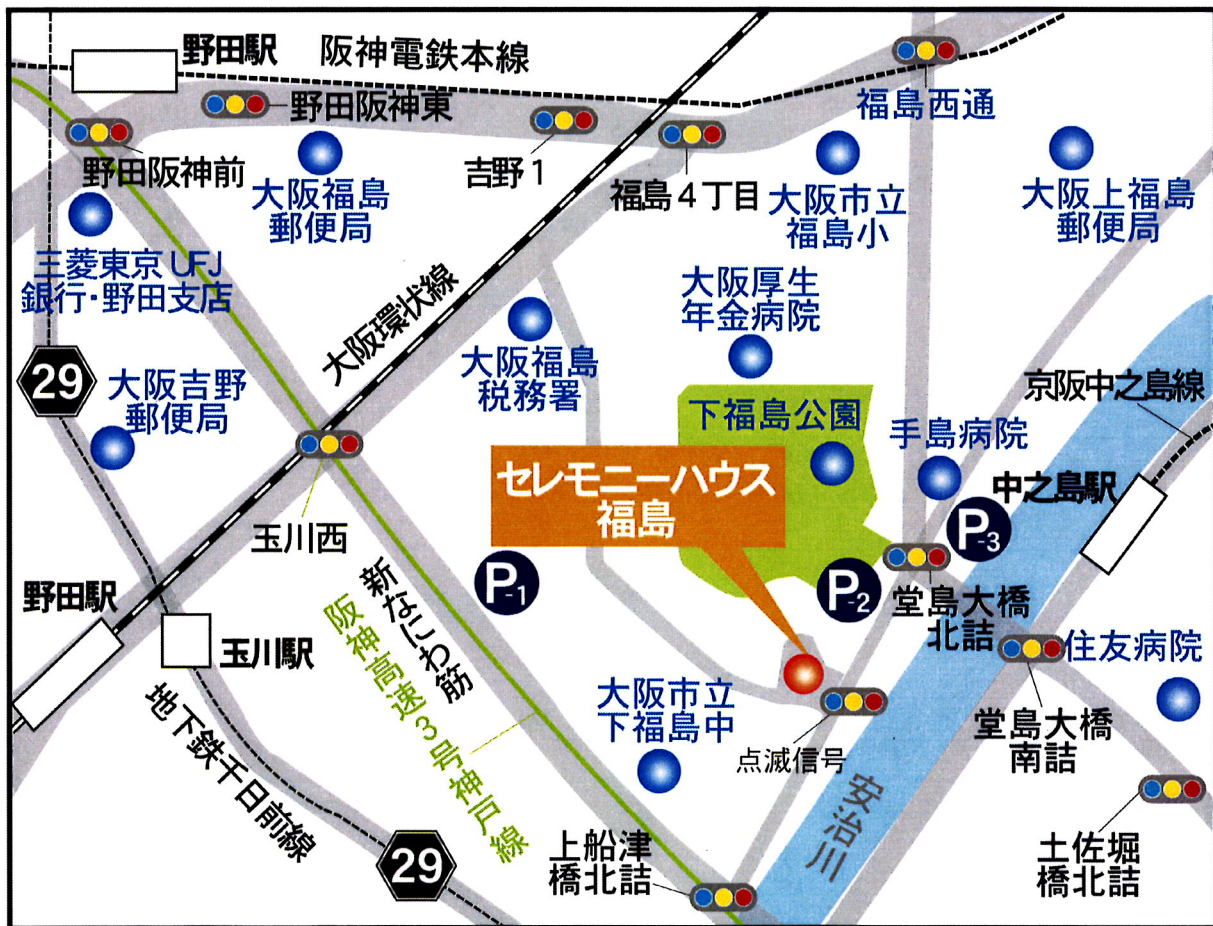 野田駅
阪神電鉄本線
野田阪神東
福島西通
野田阪神前
吉野1
福島4丁目
大阪福島
郵便局
大阪市立
福島小
大阪上福島
郵便局
三菱東京UFJ
銀行・野田支店
大阪環状線
大阪厚生
年金病院
大阪福島
税務署
29
大阪吉野
郵便局
京阪中之島線
下福島公園
手島病院
セレモニーハウス
福島
中之島駅
玉川西
P-1
P-2
P-3
堂島大橋
北詰
野田駅
玉川駅
新なにわ筋
阪神高速3号神戸線
住友病院
大阪市立
下福島中
堂島大橋
南詰
点滅信号
地下鉄千日前線
安治川
29
上船津
橋北詰
土佐堀
橋北詰